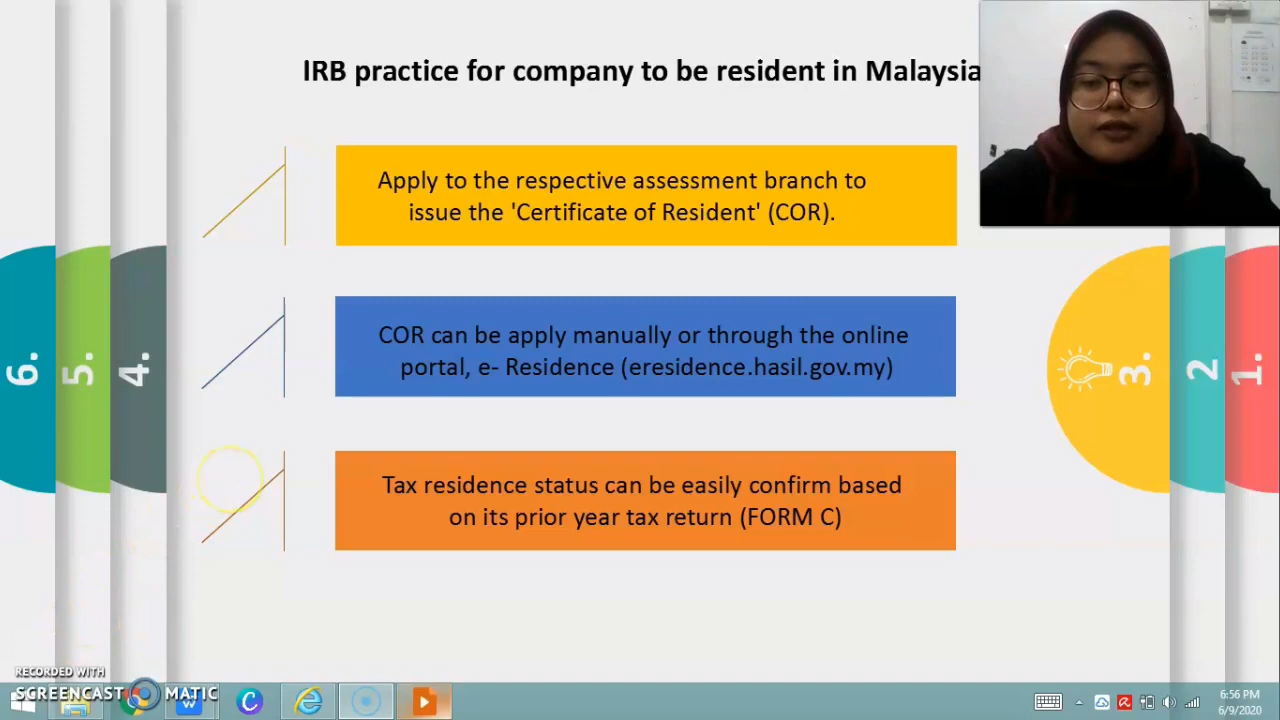 IRB practice for company to be resident in Malaysia
Apply to the respective assessment branch to
issue the 'Certificate of Resident' (COR).
COR can be apply manually or through the online
portal, e- Residence (eresidence.hasil.gov.my)
Tax residence status can be easily confirm based
on its prior year tax return (FORM C)
6.
5.
4.
3.
2
1.
RECORDED WITH
SCREENCAST MATIC
6:56 PM
6/9/2020